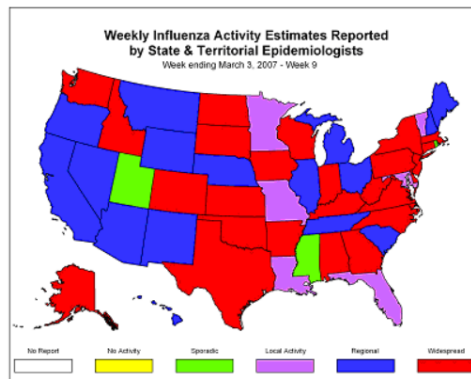 Weekly Influenza Activity Estimates Reported
by State & Territorial Epidemiologists
Week ending March 3, 2007 - Week 9
No Report
No Activity
Sporadic
Local Activity
Regional
Widespread